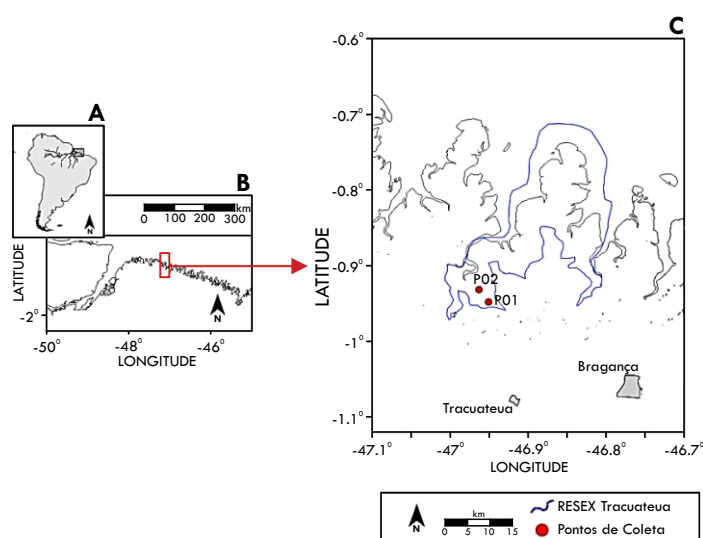 A
N
B
km
0 100 200 300
LATITUDE
-2°
N
-50° -48° -46°
LONGITUDE
C
-0.6°
-0.7°
-0.8°
-0.9°
-1°
-1.1°
LATITUDE
P02
P01
Bragança
Tracuateua
-47.1° -47° -46.9° -46.8° -46.7°
LONGITUDE
N
km
0 5 10 15
RESEX Tracuateua
Pontos de Coleta